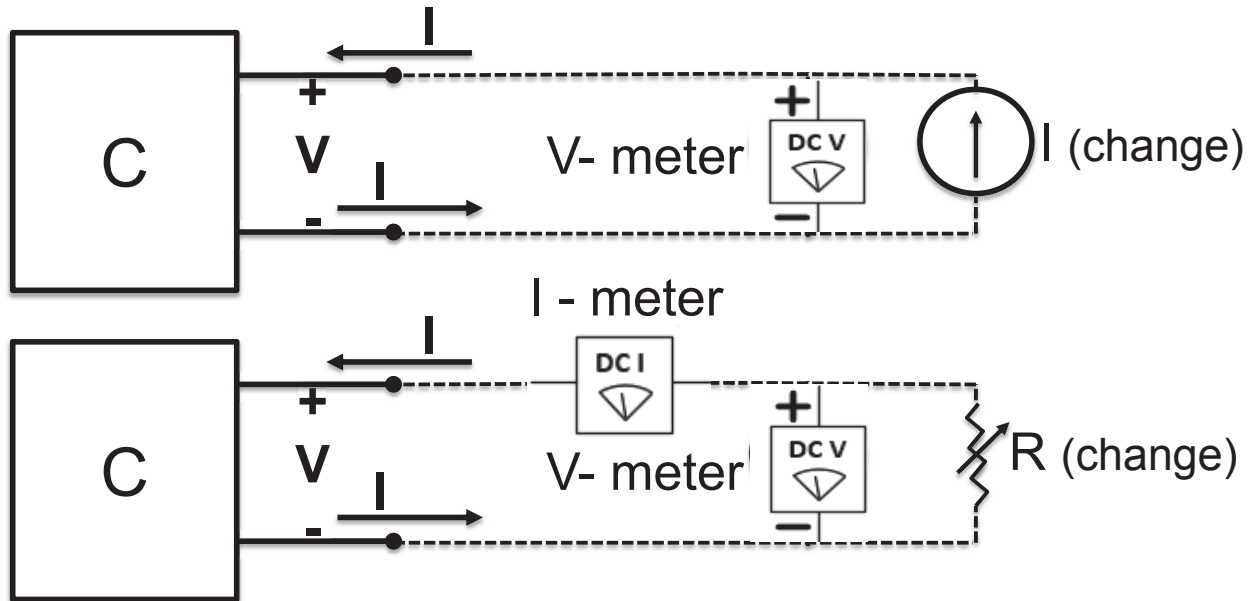 I
+
C
V
V- meter
+
DC V
I (change)
I
-
−
I - meter
I
DC I
+
C
V
V- meter
+
DC V
R (change)
I
-
−